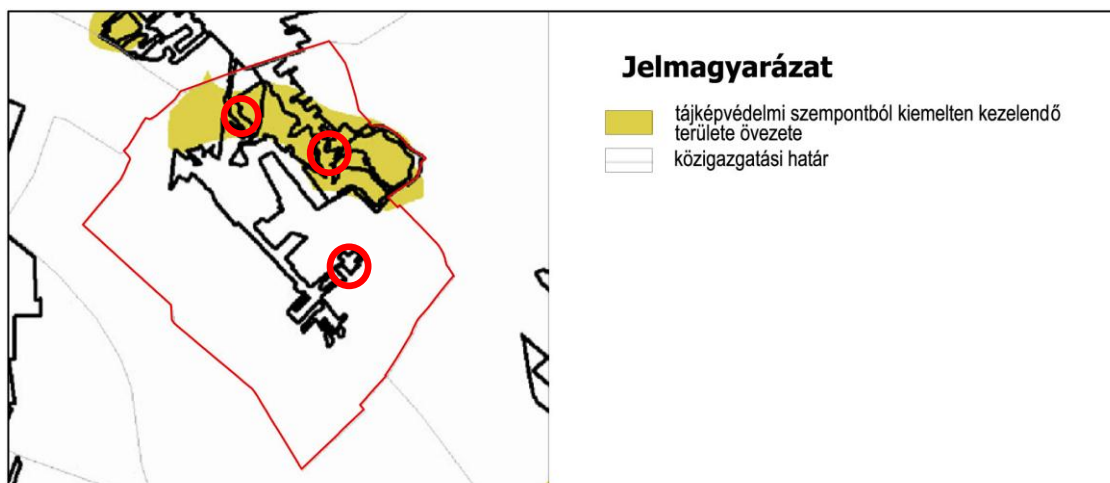 Jelmagyarázat
tájképvédelmi szempontból kiemelten kezelendő
területe övezete
közigazgatási határ